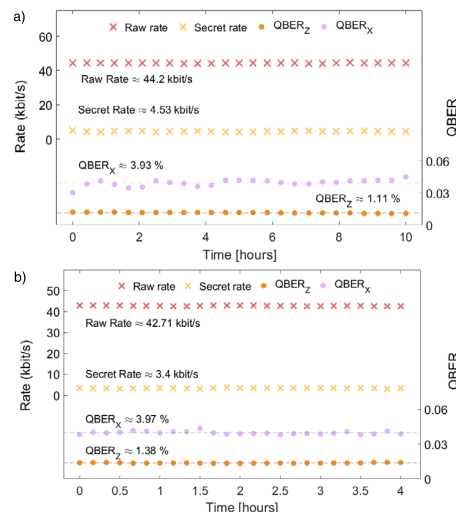 a)
Raw rate Secret rate QBER_Z QBER_X
60
40
20
0
Rate (kbit/s)
Raw Rate ≈ 44.2 kbit/s
Secret Rate ≈ 4.53 kbit/s
QBER_X ≈ 3.93 %
QBER_Z ≈ 1.11 %
0.06
0.03
0
QBER
0 2 4 6 8 10
Time [hours]
b)
Raw rate Secret rate QBER_Z QBER_X
50
40
30
20
10
0
Rate (kbit/s)
Raw Rate ≈ 42.71 kbit/s
Secret Rate ≈ 3.4 kbit/s
QBER_X ≈ 3.97 %
QBER_Z ≈ 1.38 %
0.06
0.03
0
QBER
0 0.5 1 1.5 2 2.5 3 3.5 4
Time [hours]